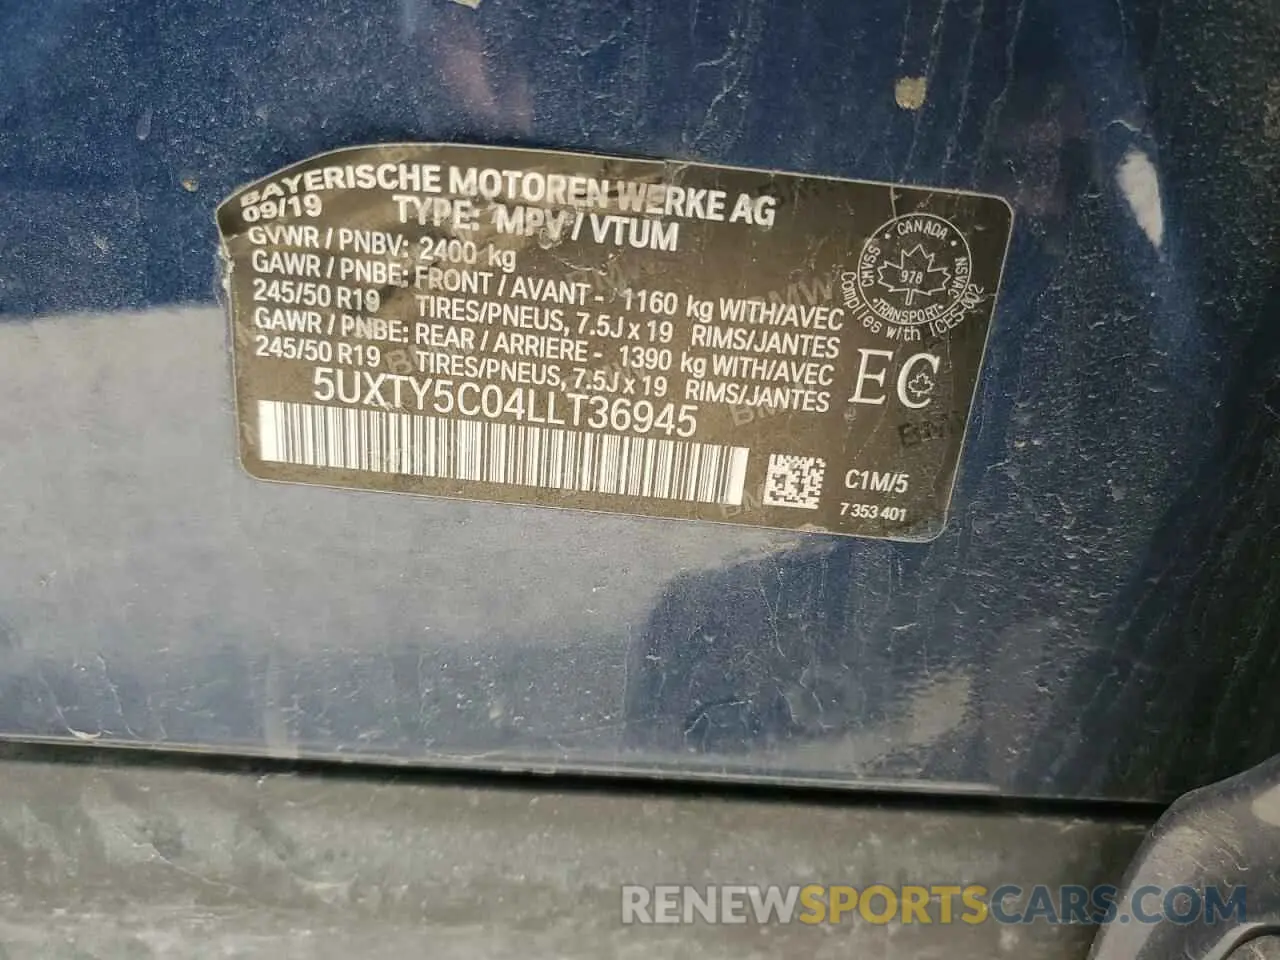 BAYERISCHE MOTOREN WERKE AG
09/19 TYPE: MPV / VTUM
GVWR / PNBV: 2400 kg
GAWR / PNBE: FRONT / AVANT - 1160 kg WITH/AVEC
245/50 R19 TIRES/PNEUS, 7.5J x 19 RIMS/JANTES
GAWR / PNBE: REAR / ARRIERE - 1390 kg WITH/AVEC
245/50 R19 TIRES/PNEUS, 7.5J x 19 RIMS/JANTES
5UXTY5C04LLT36945
CANADA
CMVSS
NSVAC
978
TRANSPORT
Complies with ICES-002
EC
C1M/5
7 353 401
BMW
RENEWSPORTSCARS.COM